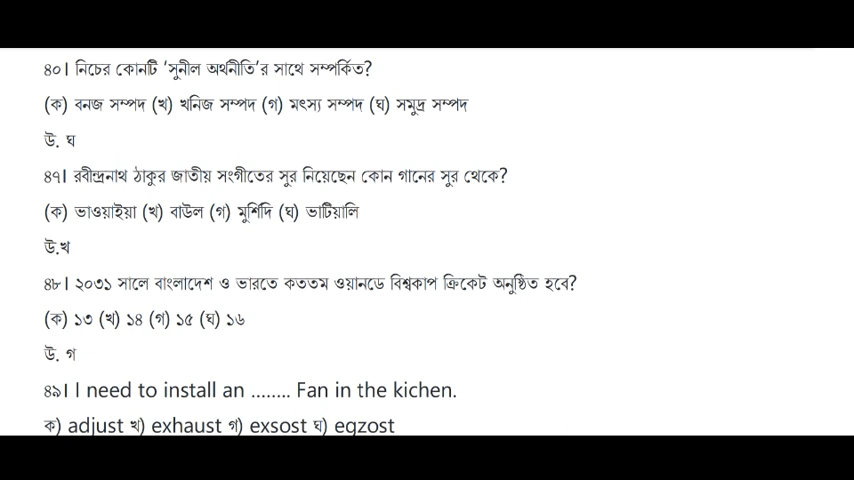 ৪০। নিচের কোনটি ‘সুনীল অর্থনীতি’র সাথে সম্পর্কিত?
(ক) বনজ সম্পদ (খ) খনিজ সম্পদ (গ) মৎস্য সম্পদ (ঘ) সমুদ্র সম্পদ
উ. ঘ
৪৭। রবীন্দ্রনাথ ঠাকুর জাতীয় সংগীতের সুর নিয়েছেন কোন গানের সুর থেকে?
(ক) ভাওয়াইয়া (খ) বাউল (গ) মুর্শিদি (ঘ) ভাটিয়ালি
উ.খ
৪৮। ২০৩১ সালে বাংলাদেশ ও ভারতে কততম ওয়ানডে বিশ্বকাপ ক্রিকেট অনুষ্ঠিত হবে?
(ক) ১৩ (খ) ১৪ (গ) ১৫ (ঘ) ১৬
উ. গ
৪৯। I need to install an ........ Fan in the kichen.
ক) adjust খ) exhaust গ) exsost ঘ) eqzost